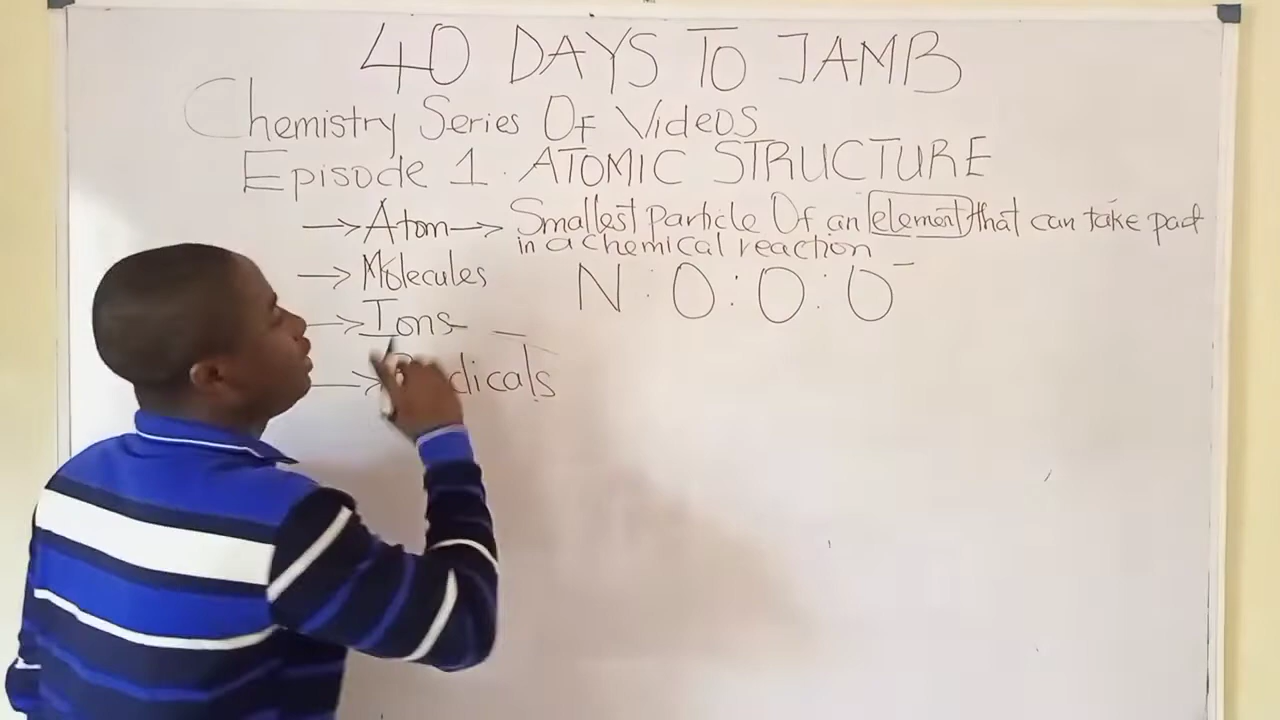 40 DAYS TO JAMB
Chemistry Series Of Videos
Episode 1. ATOMIC STRUCTURE
→ Atom → Smallest particle Of an element that can take part
in a chemical reaction
→ Molecules N : O : O : O⁻
→ Ions
→